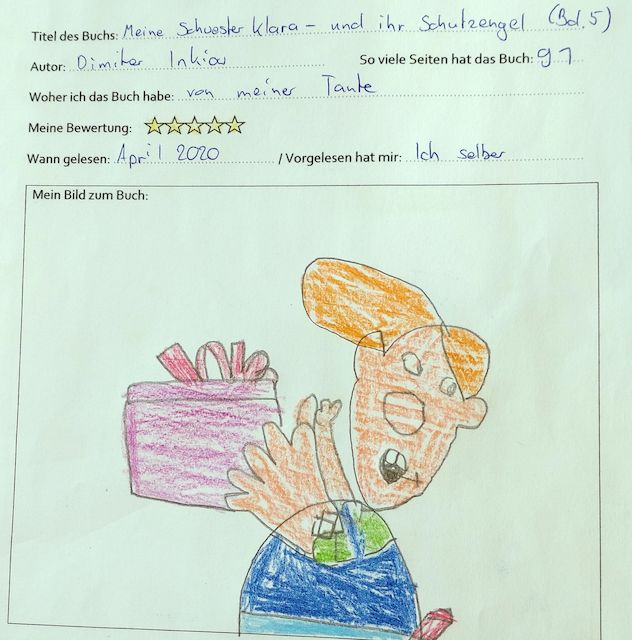 Titel des Buchs: Meine Schwester Klara - und ihr Schutzengel (Bd. 5)
Autor: Dimiter Inkiow So viele Seiten hat das Buch: 91
Woher ich das Buch habe: von meiner Tante
Meine Bewertung:
Wann gelesen: April 2020 / Vorgelesen hat mir: Ich selber
Mein Bild zum Buch: